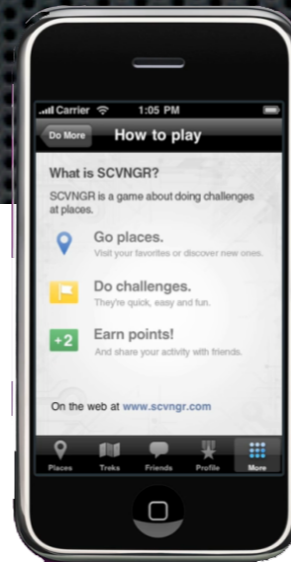 Carrier 1:05 PM
Do More How to play
What is SCVNGR?
SCVNGR is a game about doing challenges
at places.
Go places.
Visit your favorites or discover new ones.
Do challenges.
They're quick, easy and fun.
+2 Earn points!
And share your activity with friends.
On the web at www.scvngr.com
Places Treks Friends Profile More